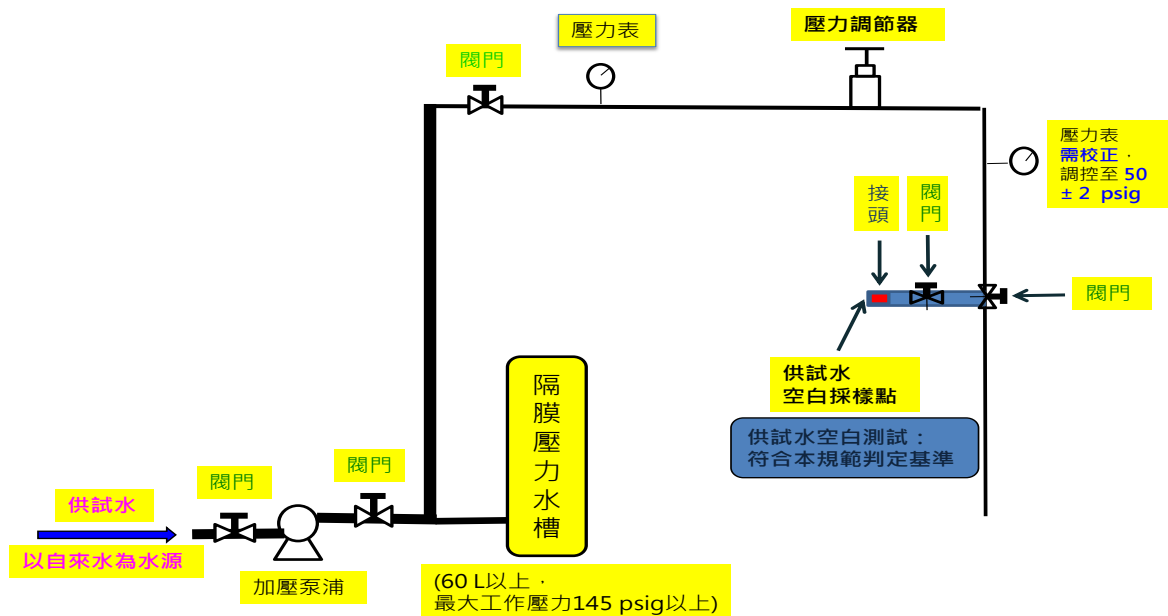 壓力表
壓力調節器
閥門
壓力表
需校正，
調控至 50
± 2 psig
接
頭
閥
門
閥門
供試水
空白採樣點
供試水空白測試：
符合本規範判定基準
隔
膜
壓
力
水
槽
閥門
閥門
供試水
以自來水為水源
加壓泵浦
(60 L以上，
最大工作壓力145 psig以上)